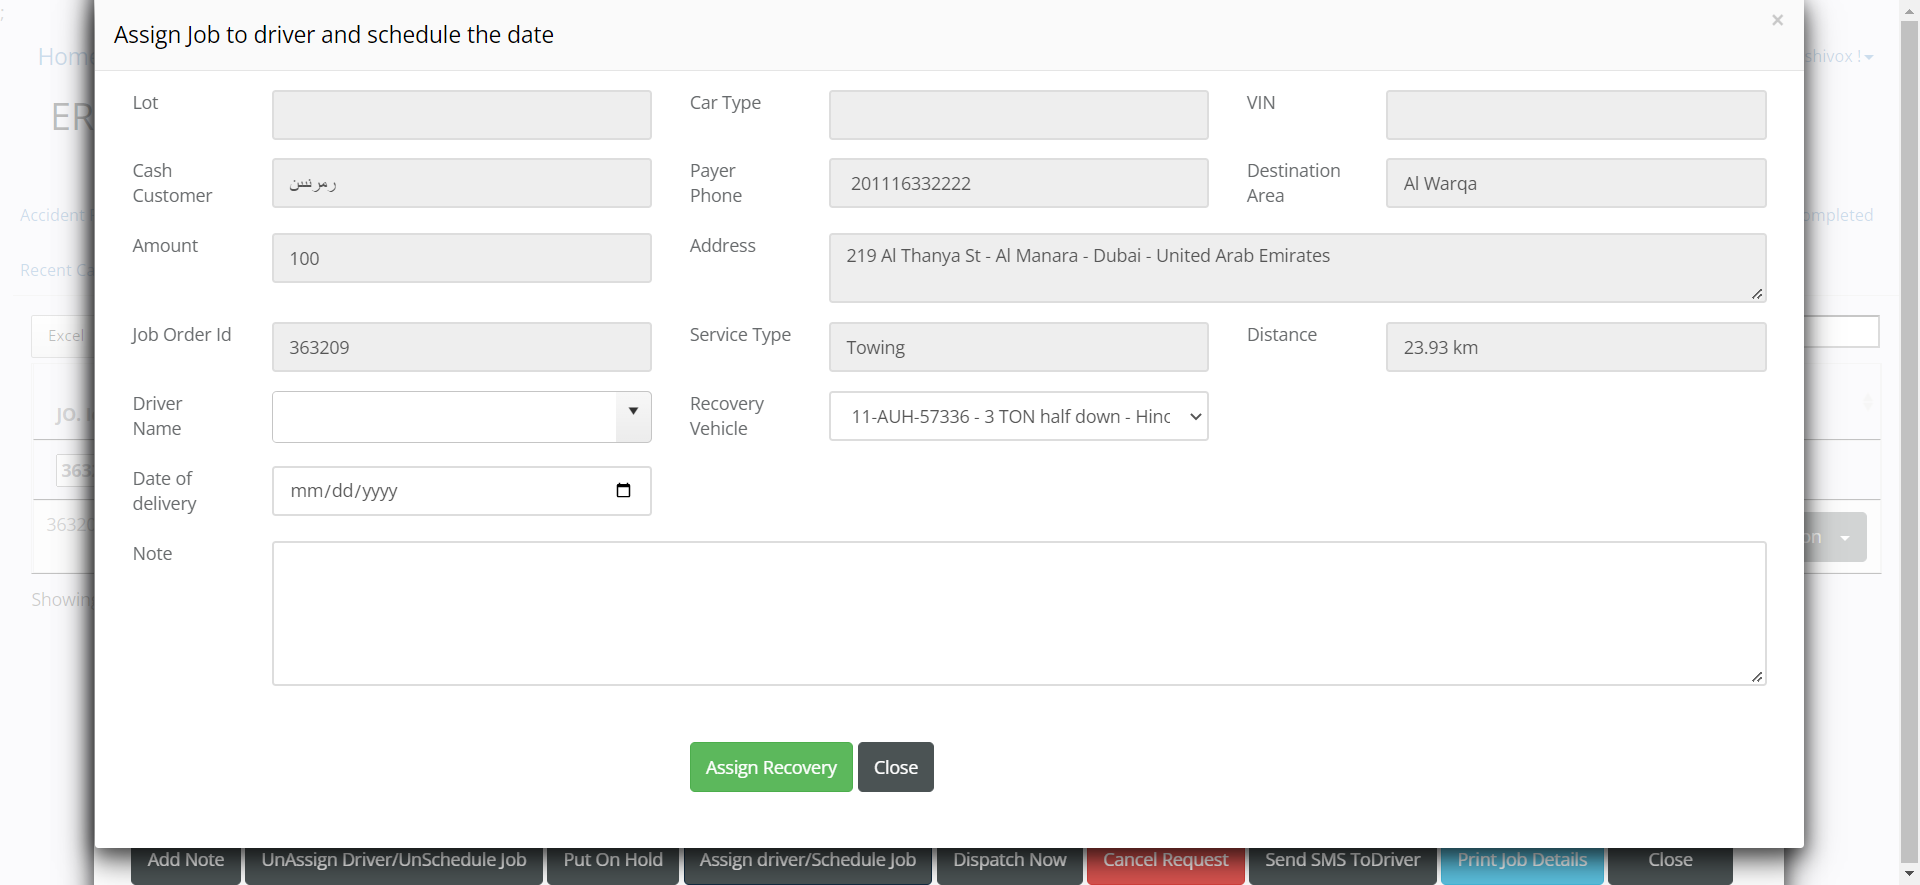 ;
Assign Job to driver and schedule the date
×
Home
shivox !
ER
Lot
Car Type
VIN
Cash Customer
رمرنسن
Payer Phone
201116332222
Destination Area
Al Warqa
Accident
ompleted
Amount
100
Address
219 Al Thanya St - Al Manara - Dubai - United Arab Emirates
Recent Ca
Excel
Job Order Id
363209
Service Type
Towing
Distance
23.93 km
JO. I
Driver Name
Recovery Vehicle
11-AUH-57336 - 3 TON half down - Hinc
363
Date of delivery
mm/dd/yyyy
36320
on
Note
Showing
Assign Recovery
Close
Add Note
UnAssign Driver/UnSchedule Job
Put On Hold
Assign driver/Schedule Job
Dispatch Now
Cancel Request
Send SMS ToDriver
Print Job Details
Close